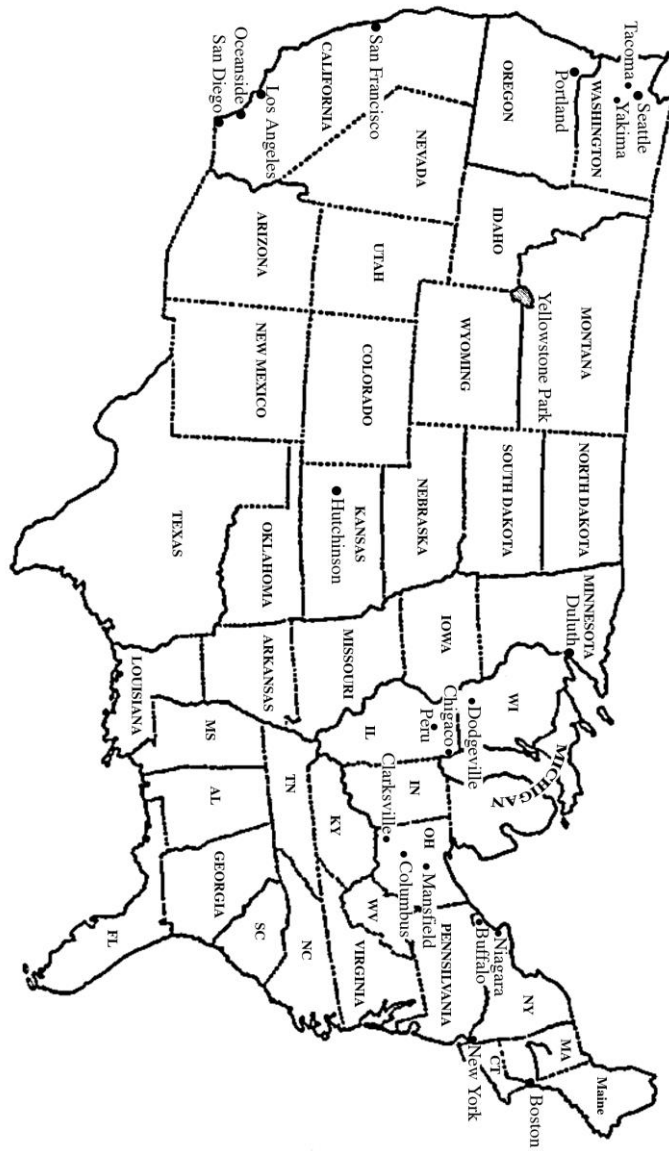 Tacoma
Seattle
Yakima
WASHINGTON
Portland
OREGON
San Francisco
CALIFORNIA
Los Angeles
Oceanside
San Diego
NEVADA
IDAHO
MONTANA
Yellowstone Park
WYOMING
UTAH
ARIZONA
COLORADO
NEW MEXICO
NORTH DAKOTA
SOUTH DAKOTA
NEBRASKA
KANSAS
Hutchinson
OKLAHOMA
TEXAS
MINNESOTA
Duluth
IOWA
MISSOURI
ARKANSAS
LOUISIANA
WI
Dodgeville
Chigaco
Peru
IL
MICHIGAN
IN
Clarksville
OH
Mansfield
Columbus
KY
TN
MS
AL
GEORGIA
FL
SC
NC
VIRGINIA
WV
PENNSILVANIA
Niagara
Buffalo
NY
New York
CT
MA
Boston
Maine